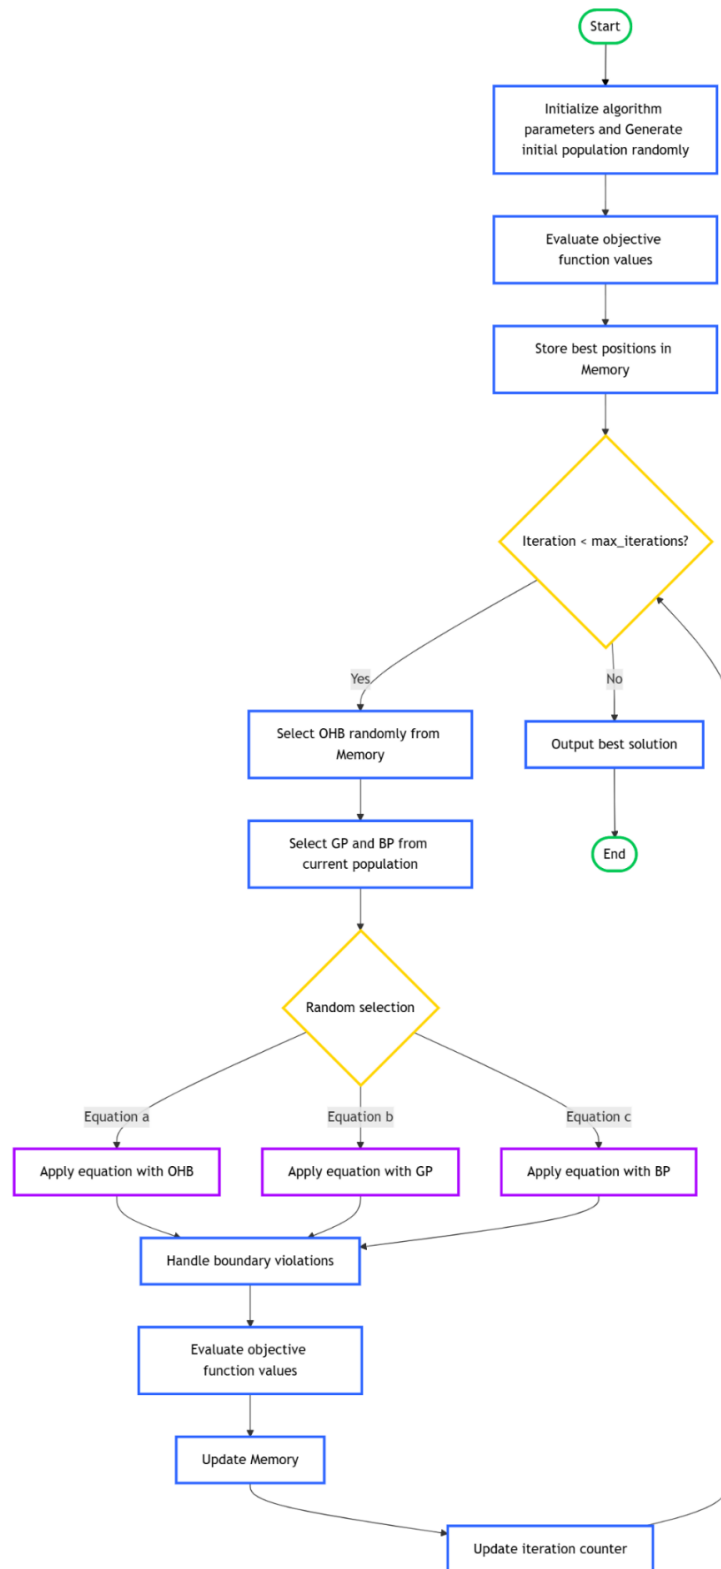 Start
Initialize algorithm
parameters and Generate
initial population randomly
Evaluate objective
function values
Store best positions in
Memory
Iteration < max_iterations?
Yes
No
Select OHB randomly from
Memory
Output best solution
Select GP and BP from
current population
End
Random selection
Equation a
Equation b
Equation c
Apply equation with OHB
Apply equation with GP
Apply equation with BP
Handle boundary violations
Evaluate objective
function values
Update Memory
Update iteration counter